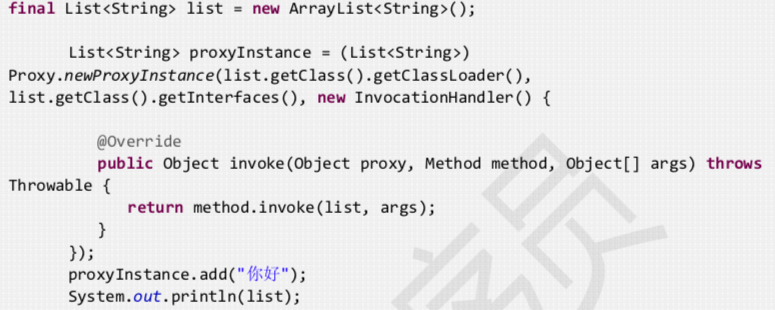 final List<String> list = new ArrayList<String>();
List<String> proxyInstance = (List<String>)
Proxy.newProxyInstance(list.getClass().getClassLoader(),
list.getClass().getInterfaces(), new InvocationHandler() {
@Override
public Object invoke(Object proxy, Method method, Object[] args) throws
Throwable {
return method.invoke(list, args);
}
});
proxyInstance.add("你好");
System.out.println(list);
序员